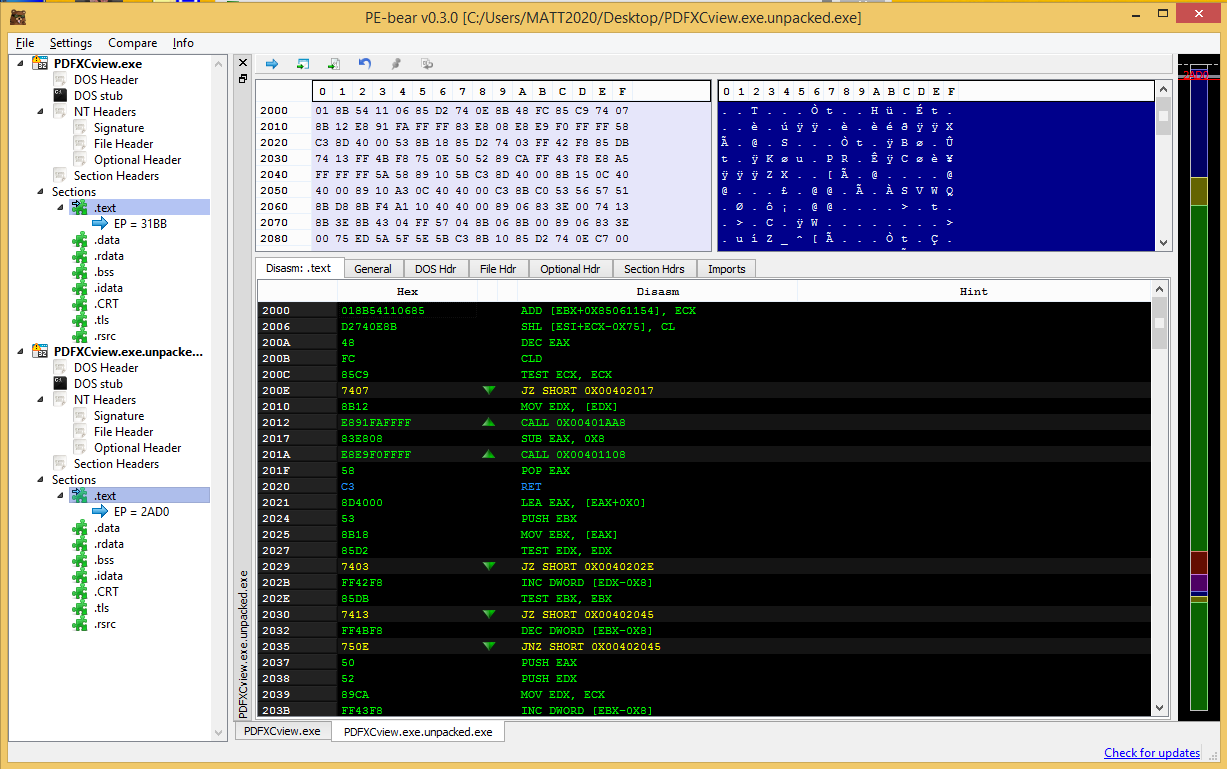 PE-bear v0.3.0 [C:/Users/MATT2020/Desktop/PDFXCview.exe.unpacked.exe]
File Settings Compare Info
PDFXCview.exe
DOS Header
DOS stub
NT Headers
Signature
File Header
Optional Header
Section Headers
Sections
.text
EP = 31BB
.data
.rdata
.bss
.idata
.CRT
.tls
.rsrc
PDFXCview.exe.unpacke...
DOS Header
DOS stub
NT Headers
Signature
File Header
Optional Header
Section Headers
Sections
.text
EP = 2AD0
.data
.rdata
.bss
.idata
.CRT
.tls
.rsrc
PDFXCview.exe.unpacked.exe
0 1 2 3 4 5 6 7 8 9 A B C D E F
2000 01 8B 54 11 06 85 D2 74 0E 8B 48 FC 85 C9 74 07
2010 8B 12 E8 91 FA FF FF 83 E8 08 E8 E9 F0 FF FF 58
2020 C3 8D 40 00 53 8B 18 85 D2 74 03 FF 42 F8 85 DB
2030 74 13 FF 4B F8 75 0E 50 52 89 CA FF 43 F8 E8 A5
2040 FF FF FF 5A 58 89 10 5B C3 8D 40 00 8B 15 0C 40
2050 40 00 89 10 A3 0C 40 40 00 C3 8B C0 53 56 57 51
2060 8B D8 8B F4 A1 10 40 40 00 89 06 83 3E 00 74 13
2070 8B 3E 8B 43 04 FF 57 04 8B 06 8B 00 89 06 83 3E
2080 00 75 ED 5A 5F 5E 5B C3 8B 10 85 D2 74 0E C7 00
0 1 2 3 4 5 6 7 8 9 A B C D E F
. . T . . . Ò t . . H ü . É t .
. . è . ú ÿ ÿ . è . è é ð ÿ ÿ X
Ã . @ . S . . . Ò t . ÿ B ø . Û
t . ÿ K ø u . P R . Ê ÿ C ø è ¥
ÿ ÿ ÿ Z X . . [ Ã . @ . . . . @
@ . . . £ . @ @ . Ã . À S V W Q
. Ø . ô ¡ . @ @ . . . . > . t .
. > . C . ÿ W . . . . . . . . >
. u í Z _ ^ [ Ã . . . Ò t . Ç .
Disasm: .text General DOS Hdr File Hdr Optional Hdr Section Hdrs Imports
Hex Disasm Hint
2000 018B54110685 ADD [EBX+0X85061154], ECX
2006 D2740E8B SHL [ESI+ECX-0X75], CL
200A 48 DEC EAX
200B FC CLD
200C 85C9 TEST ECX, ECX
200E 7407 JZ SHORT 0X00402017
2010 8B12 MOV EDX, [EDX]
2012 E891FAFFFF CALL 0X00401AA8
2017 83E808 SUB EAX, 0X8
201A E8E9F0FFFF CALL 0X00401108
201F 58 POP EAX
2020 C3 RET
2021 8D4000 LEA EAX, [EAX+0X0]
2024 53 PUSH EBX
2025 8B18 MOV EBX, [EAX]
2027 85D2 TEST EDX, EDX
2029 7403 JZ SHORT 0X0040202E
202B FF42F8 INC DWORD [EDX-0X8]
202E 85DB TEST EBX, EBX
2030 7413 JZ SHORT 0X00402045
2032 FF4BF8 DEC DWORD [EBX-0X8]
2035 750E JNZ SHORT 0X00402045
2037 50 PUSH EAX
2038 52 PUSH EDX
2039 89CA MOV EDX, ECX
203B FF43F8 INC DWORD [EBX-0X8]
PDFXCview.exe PDFXCview.exe.unpacked.exe
Check for updates